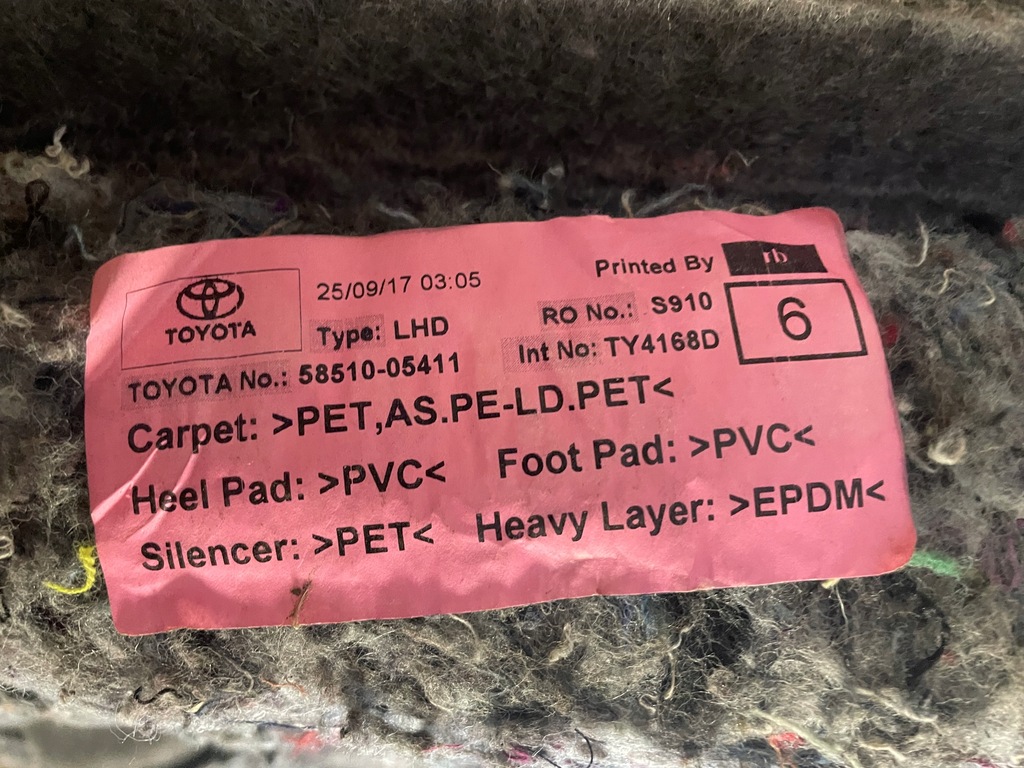 TOYOTA
25/09/17 03:05
Printed By rb
Type: LHD
RO No.: S910
6
TOYOTA No.: 58510-05411
Int No: TY4168D
Carpet: >PET,AS.PE-LD.PET<
Heel Pad: >PVC<
Foot Pad: >PVC<
Silencer: >PET<
Heavy Layer: >EPDM<